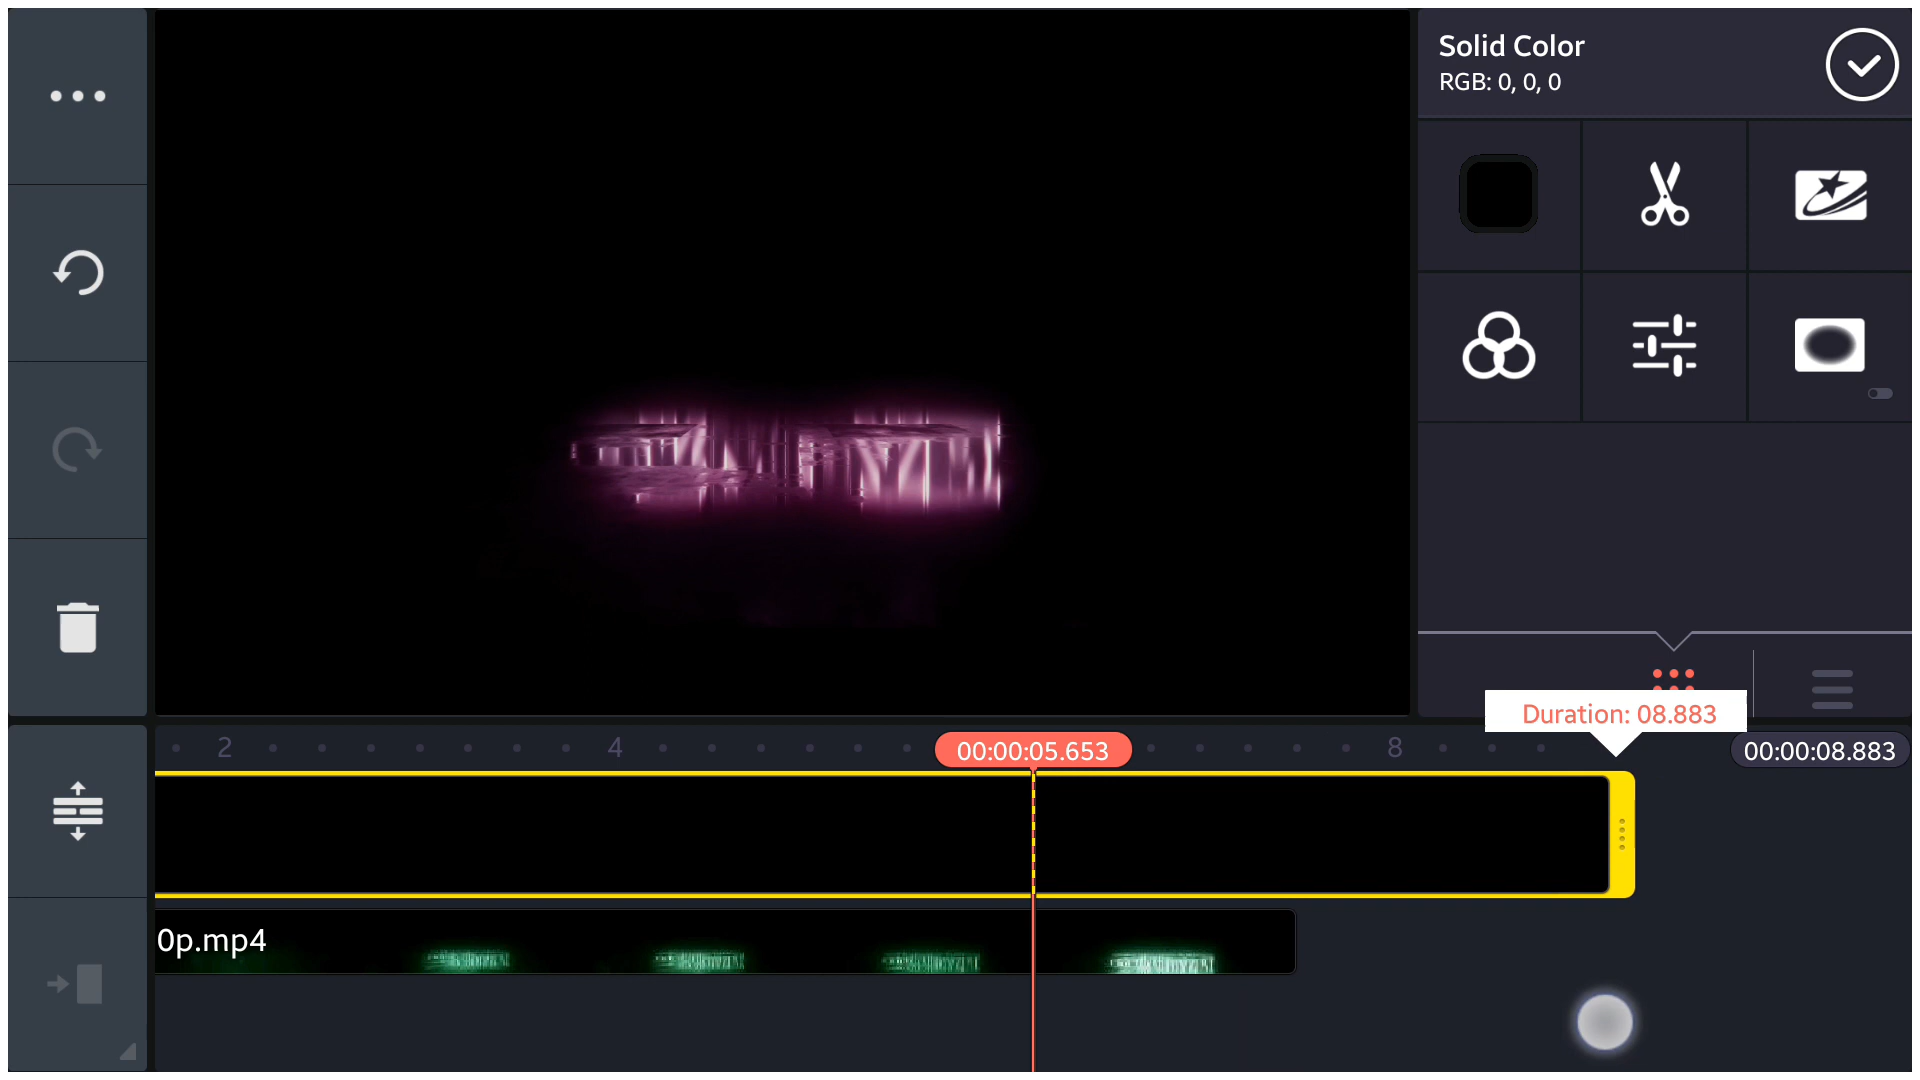 Solid Color
RGB: 0, 0, 0
Duration: 08.883
2
4
00:00:05.653
8
00:00:08.883
0p.mp4